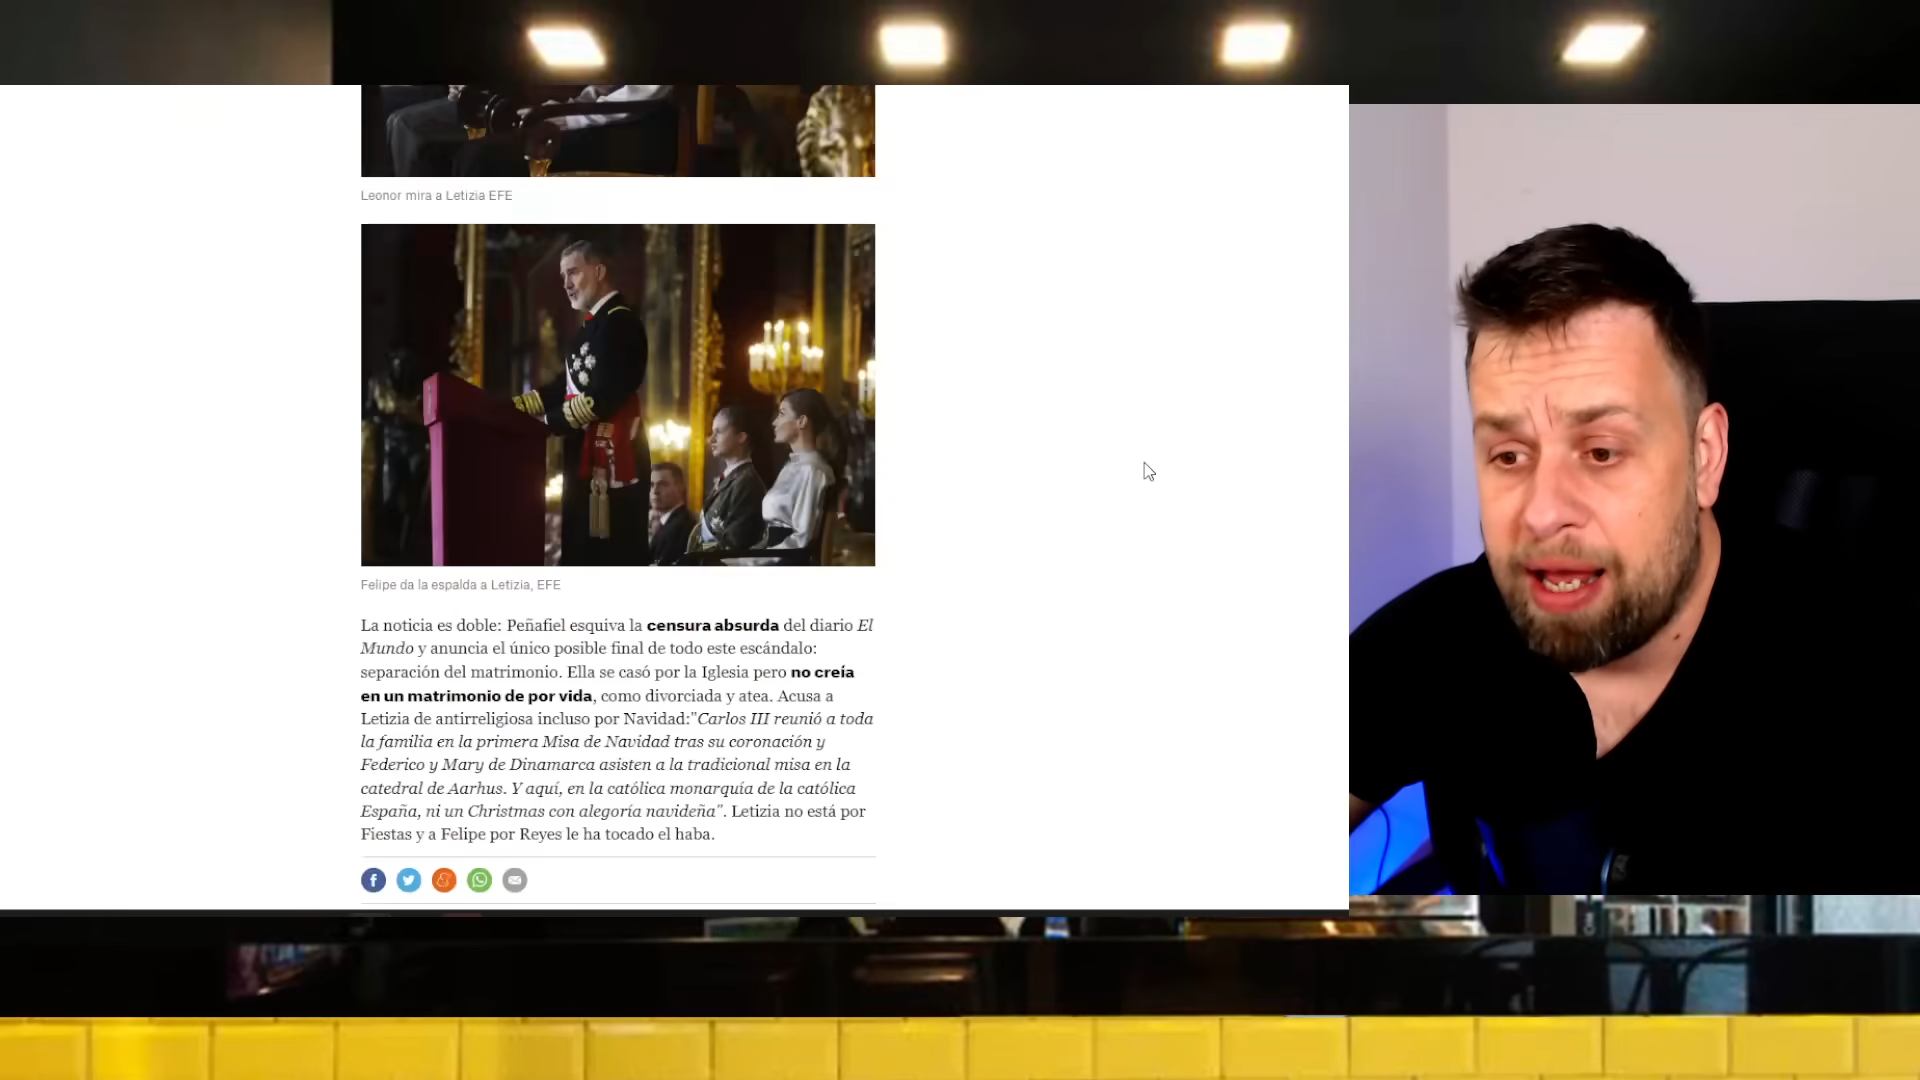 Leonor mira a Letizia EFE
Felipe da la espalda a Letizia, EFE
La noticia es doble: Peñafiel esquiva la censura absurda del diario El
Mundo y anuncia el único posible final de todo este escándalo:
separación del matrimonio. Ella se casó por la Iglesia pero no creía
en un matrimonio de por vida, como divorciada y atea. Acusa a
Letizia de antirreligiosa incluso por Navidad:"Carlos III reunió a toda
la familia en la primera Misa de Navidad tras su coronación y
Federico y Mary de Dinamarca asisten a la tradicional misa en la
catedral de Aarhus. Y aquí, en la católica monarquía de la católica
España, ni un Christmas con alegoría navideña". Letizia no está por
Fiestas y a Felipe por Reyes le ha tocado el haba.